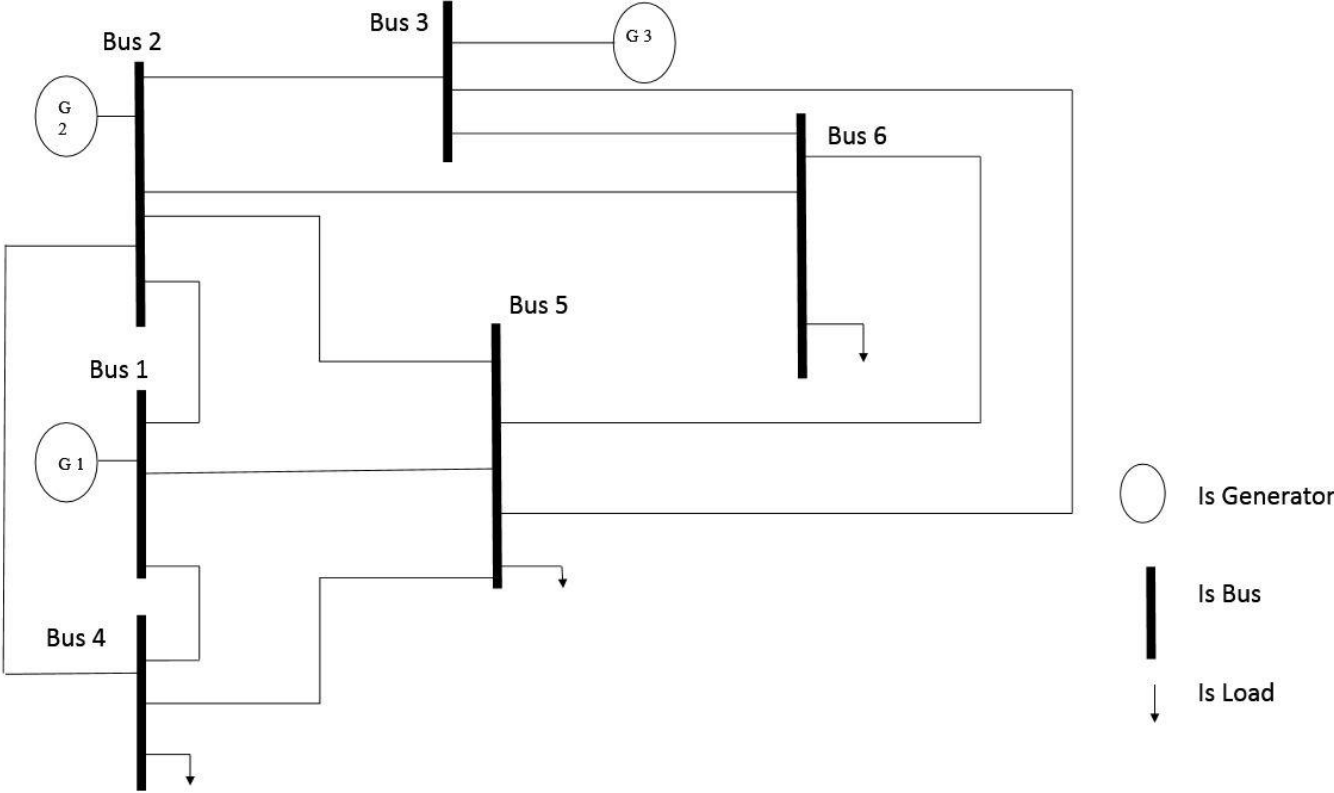 Bus 3
G 3
Bus 2
G
2
Bus 6
Bus 5
Bus 1
G 1
Is Generator
Is Bus
Bus 4
Is Load